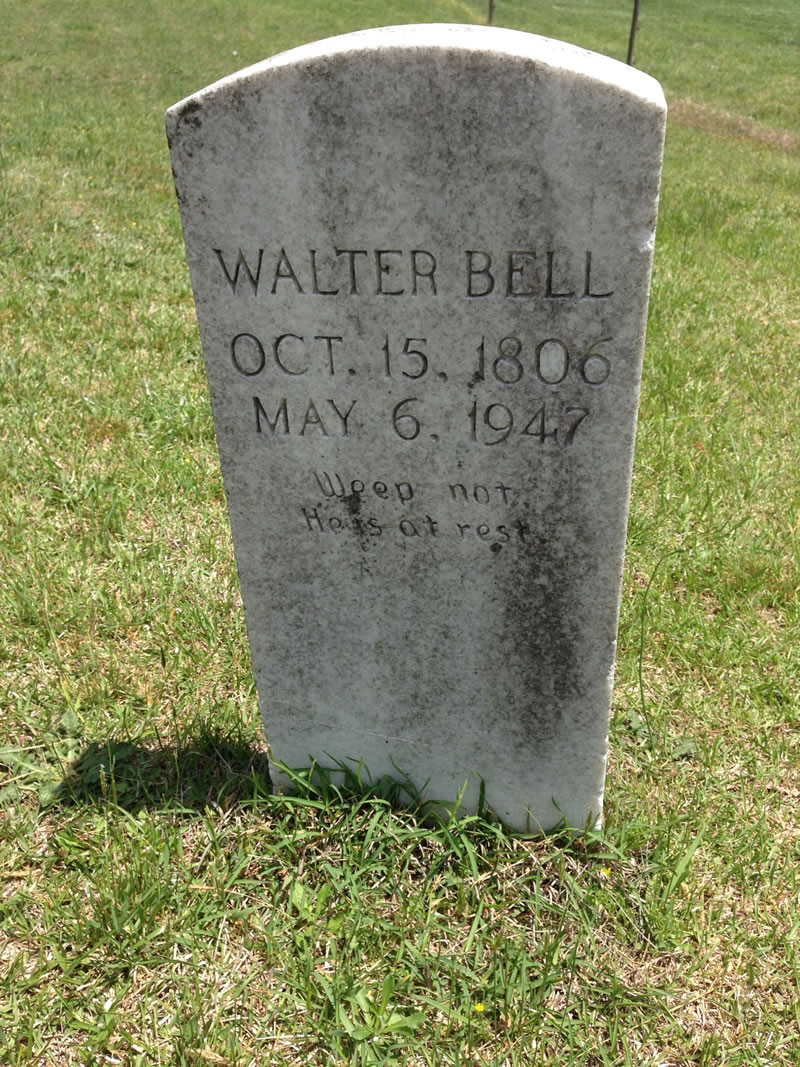 WALTER BELL
OCT. 15, 1806
MAY 6, 1947
Weep not
He is at rest